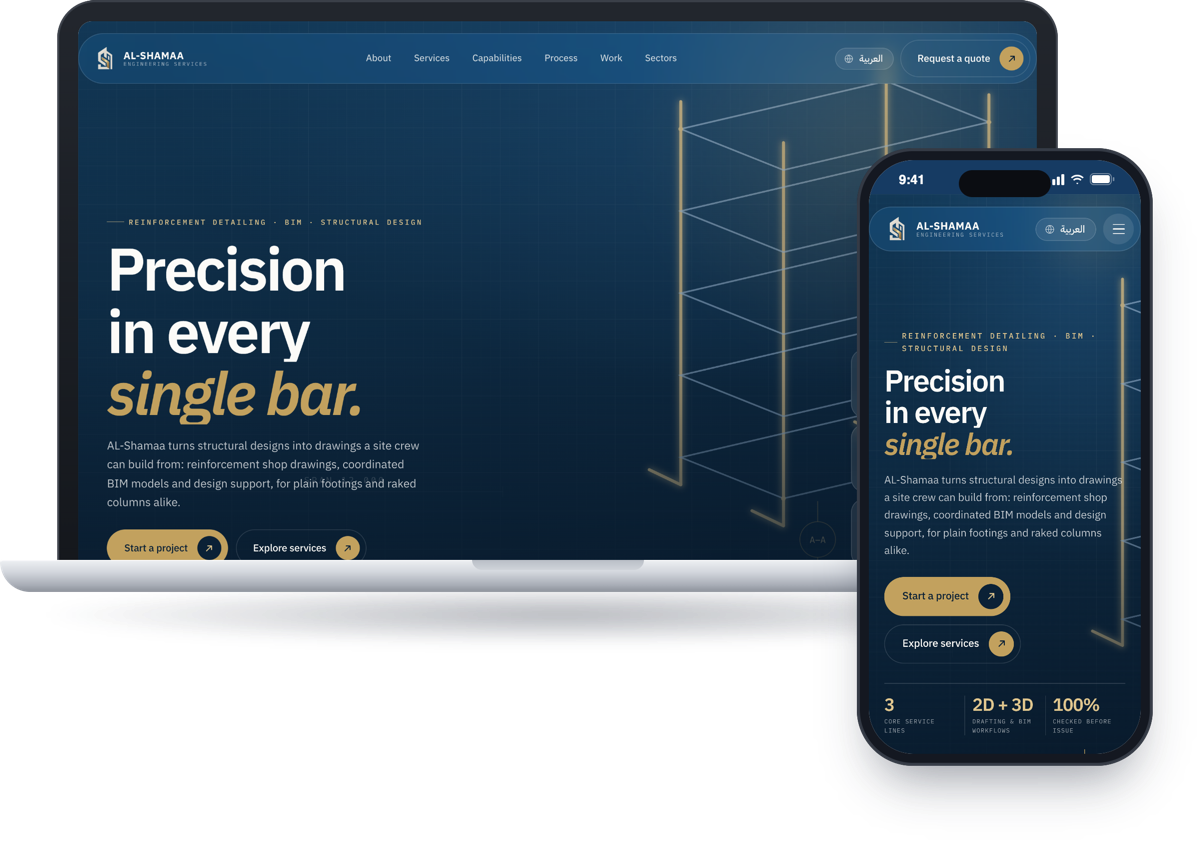 AL-SHAMAA
ENGINEERING SERVICES
About
Services
Capabilities
Process
Work
Sectors
العربية
Request a quote
REINFORCEMENT DETAILING · BIM · STRUCTURAL DESIGN
Precision
in every
single bar.
AL-Shamaa turns structural designs into drawings a site crew
can build from: reinforcement shop drawings, coordinated
BIM models and design support, for plain footings and raked
columns alike.
Start a project
Explore services
A–A
9:41
AL-SHAMAA
ENGINEERING SERVICES
العربية
REINFORCEMENT DETAILING · BIM ·
STRUCTURAL DESIGN
Precision
in every
single bar.
AL-Shamaa turns structural designs into drawings
a site crew can build from: reinforcement shop
drawings, coordinated BIM models and design
support, for plain footings and raked columns
alike.
Start a project
Explore services
3
CORE SERVICE
LINES
2D + 3D
DRAFTING & BIM
WORKFLOWS
100%
CHECKED BEFORE
ISSUE